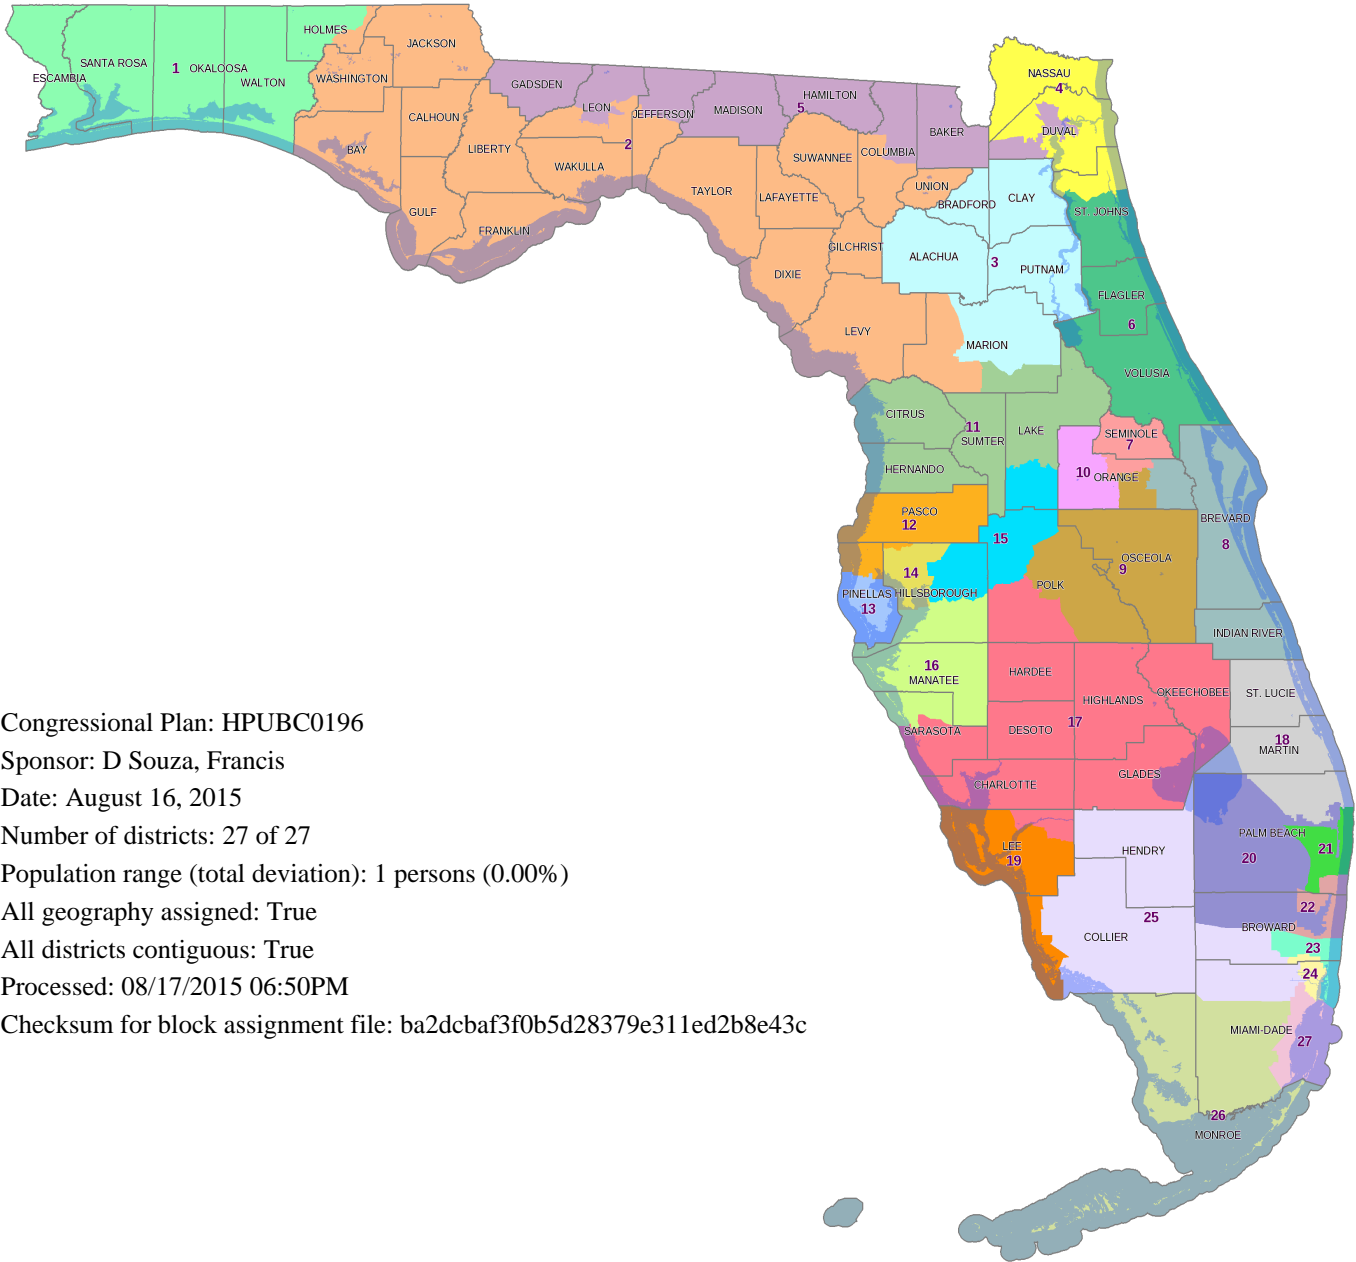 HOLMES
JACKSON
SANTA ROSA
1
OKALOOSA
ESCAMBIA
WALTON
WASHINGTON
GADSDEN
LEON
JEFFERSON
MADISON
HAMILTON
5
NASSAU
4
DUVAL
BAKER
CALHOUN
BAY
LIBERTY
2
WAKULLA
SUWANNEE
COLUMBIA
TAYLOR
LAFAYETTE
UNION
BRADFORD
CLAY
GULF
FRANKLIN
ST. JOHNS
GILCHRIST
ALACHUA
3
PUTNAM
DIXIE
FLAGLER
6
LEVY
MARION
VOLUSIA
CITRUS
11
SUMTER
LAKE
SEMINOLE
7
HERNANDO
10
ORANGE
PASCO
12
BREVARD
8
15
14
OSCEOLA
9
POLK
PINELLAS
HILLSBOROUGH
13
INDIAN RIVER
16
MANATEE
HARDEE
HIGHLANDS
OKEECHOBEE
ST. LUCIE
SARASOTA
DESOTO
17
18
MARTIN
CHARLOTTE
GLADES
LEE
19
HENDRY
PALM BEACH
20
21
22
25
COLLIER
BROWARD
23
24
MIAMI-DADE
27
26
MONROE
Congressional Plan: HPUBC0196
Sponsor: D Souza, Francis
Date: August 16, 2015
Number of districts: 27 of 27
Population range (total deviation): 1 persons (0.00%)
All geography assigned: True
All districts contiguous: True
Processed: 08/17/2015 06:50PM
Checksum for block assignment file: ba2dcbaf3f0b5d28379e311ed2b8e43c